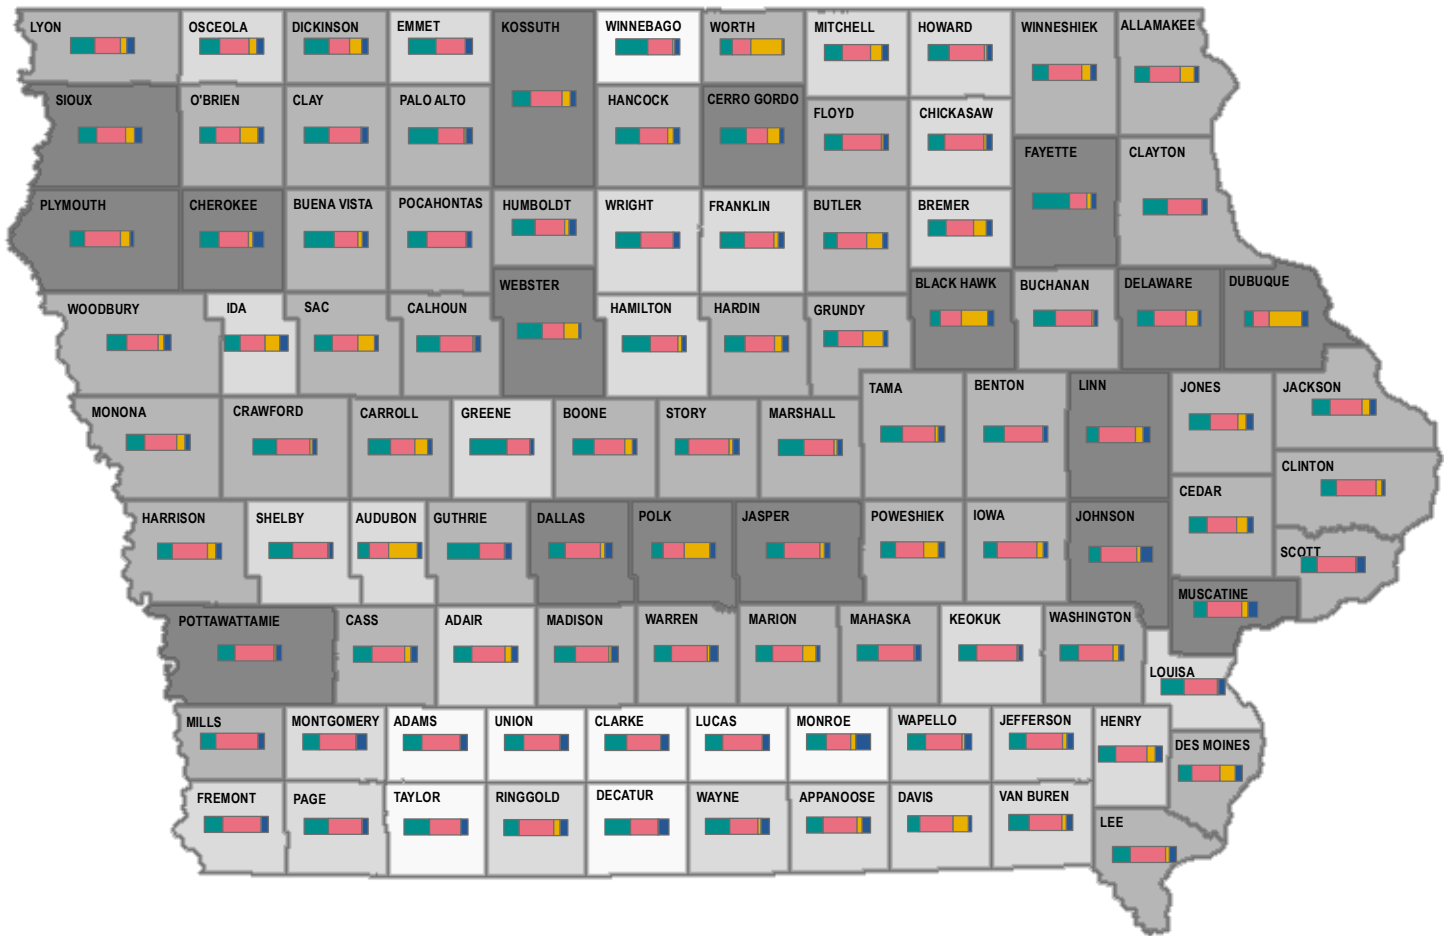 LYON
OSCEOLA
DICKINSON
EMMET
KOSSUTH
WINNEBAGO
WORTH
MITCHELL
HOWARD
WINNESHIEK
ALLAMAKEE
SIOUX
O'BRIEN
CLAY
PALO ALTO
HANCOCK
CERRO GORDO
FLOYD
CHICKASAW
FAYETTE
CLAYTON
PLYMOUTH
CHEROKEE
BUENA VISTA
POCAHONTAS
HUMBOLDT
WRIGHT
FRANKLIN
BUTLER
BREMER
WOODBURY
IDA
SAC
CALHOUN
WEBSTER
HAMILTON
HARDIN
GRUNDY
BLACK HAWK
BUCHANAN
DELAWARE
DUBUQUE
MONONA
CRAWFORD
CARROLL
GREENE
BOONE
STORY
MARSHALL
TAMA
BENTON
LINN
JONES
JACKSON
CLINTON
CEDAR
HARRISON
SHELBY
AUDUBON
GUTHRIE
DALLAS
POLK
JASPER
POWESHIEK
IOWA
JOHNSON
SCOTT
MUSCATINE
POTTAWATTAMIE
CASS
ADAIR
MADISON
WARREN
MARION
MAHASKA
KEOKUK
WASHINGTON
LOUISA
MILLS
MONTGOMERY
ADAMS
UNION
CLARKE
LUCAS
MONROE
WAPELLO
JEFFERSON
HENRY
DES MOINES
FREMONT
PAGE
TAYLOR
RINGGOLD
DECATUR
WAYNE
APPANOOSE
DAVIS
VAN BUREN
LEE